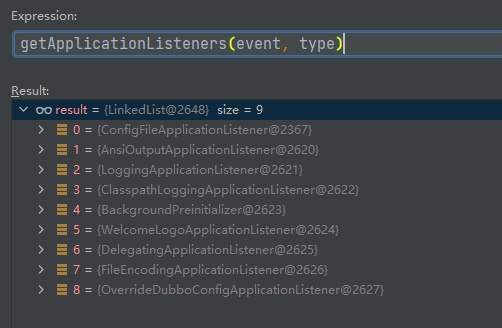 Expression:
getApplicationListeners(event, type)
Result:
result = {LinkedList@2648} size = 9
0 = {ConfigFileApplicationListener@2367}
1 = {AnsiOutputApplicationListener@2620}
2 = {LoggingApplicationListener@2621}
3 = {ClasspathLoggingApplicationListener@2622}
4 = {BackgroundPreinitializer@2623}
5 = {WelcomeLogoApplicationListener@2624}
6 = {DelegatingApplicationListener@2625}
7 = {FileEncodingApplicationListener@2626}
8 = {OverrideDubboConfigApplicationListener@2627}